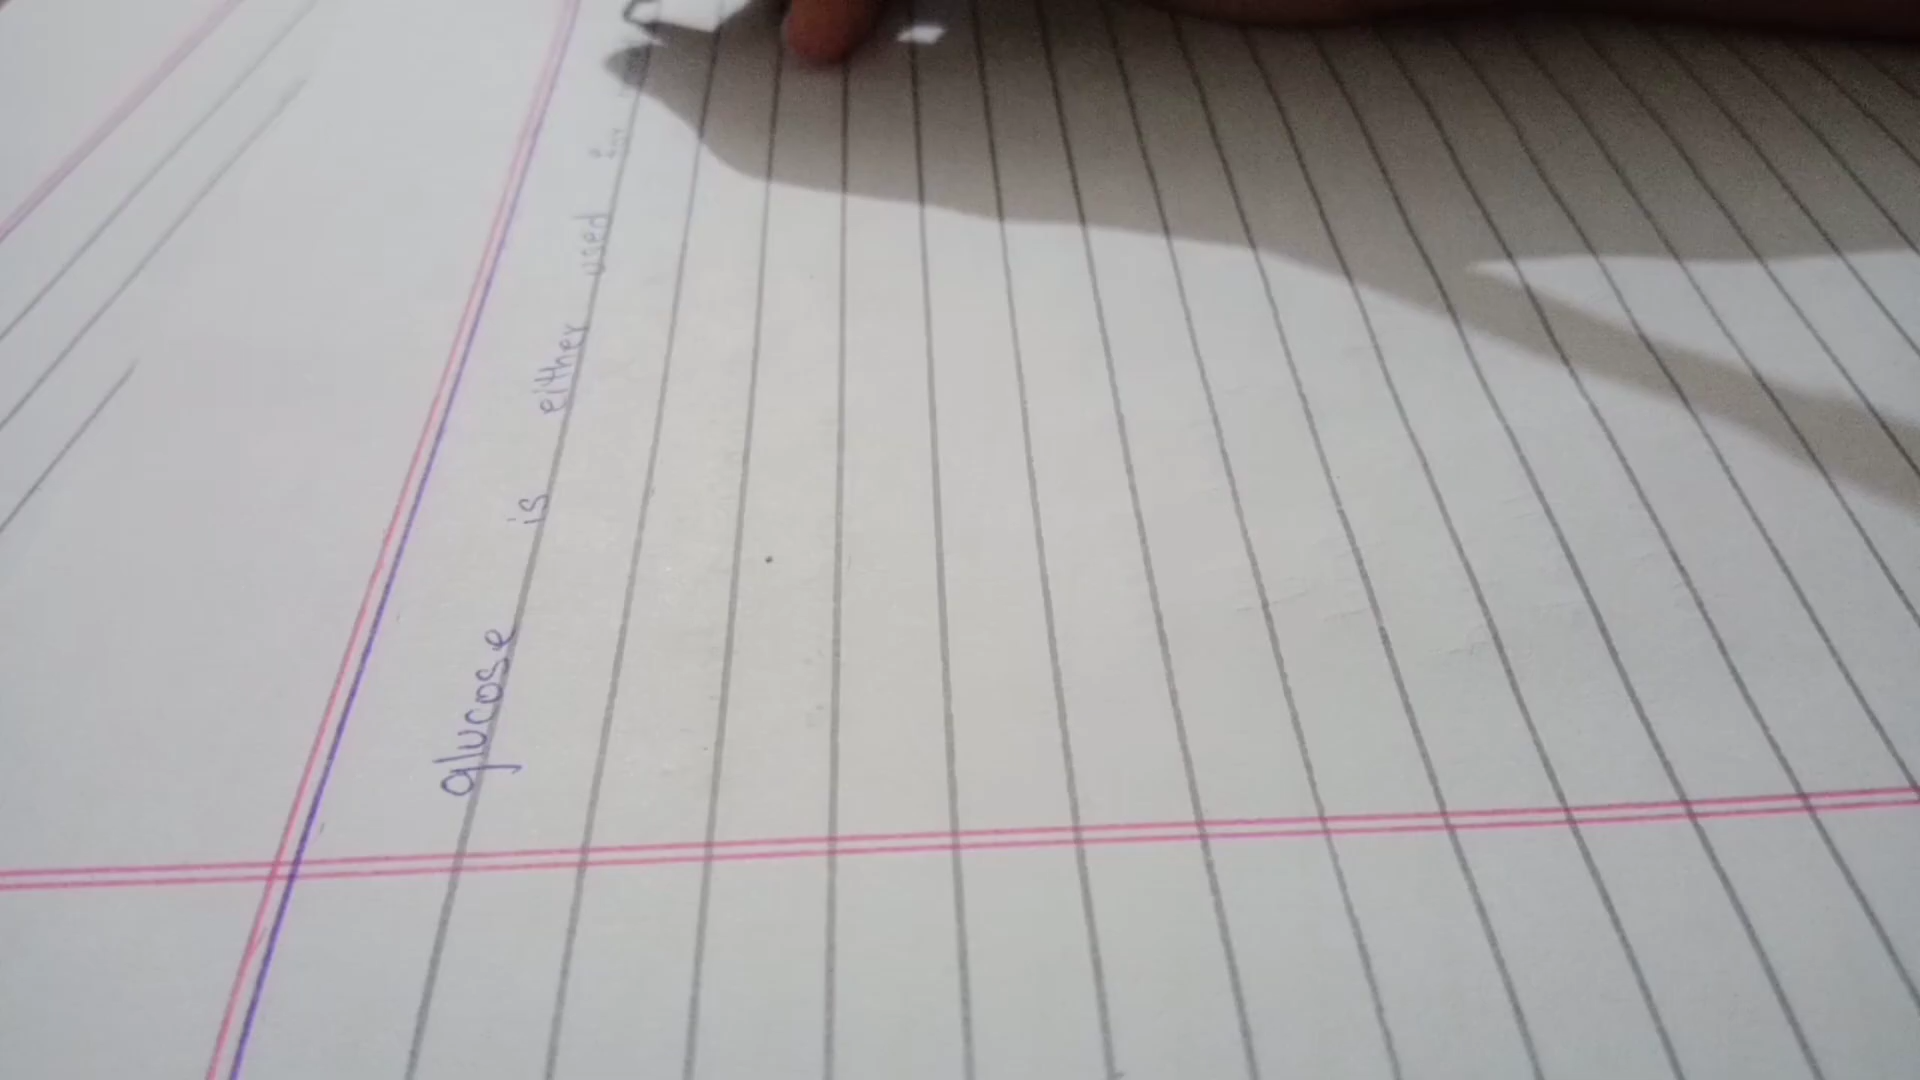 glucose is either used